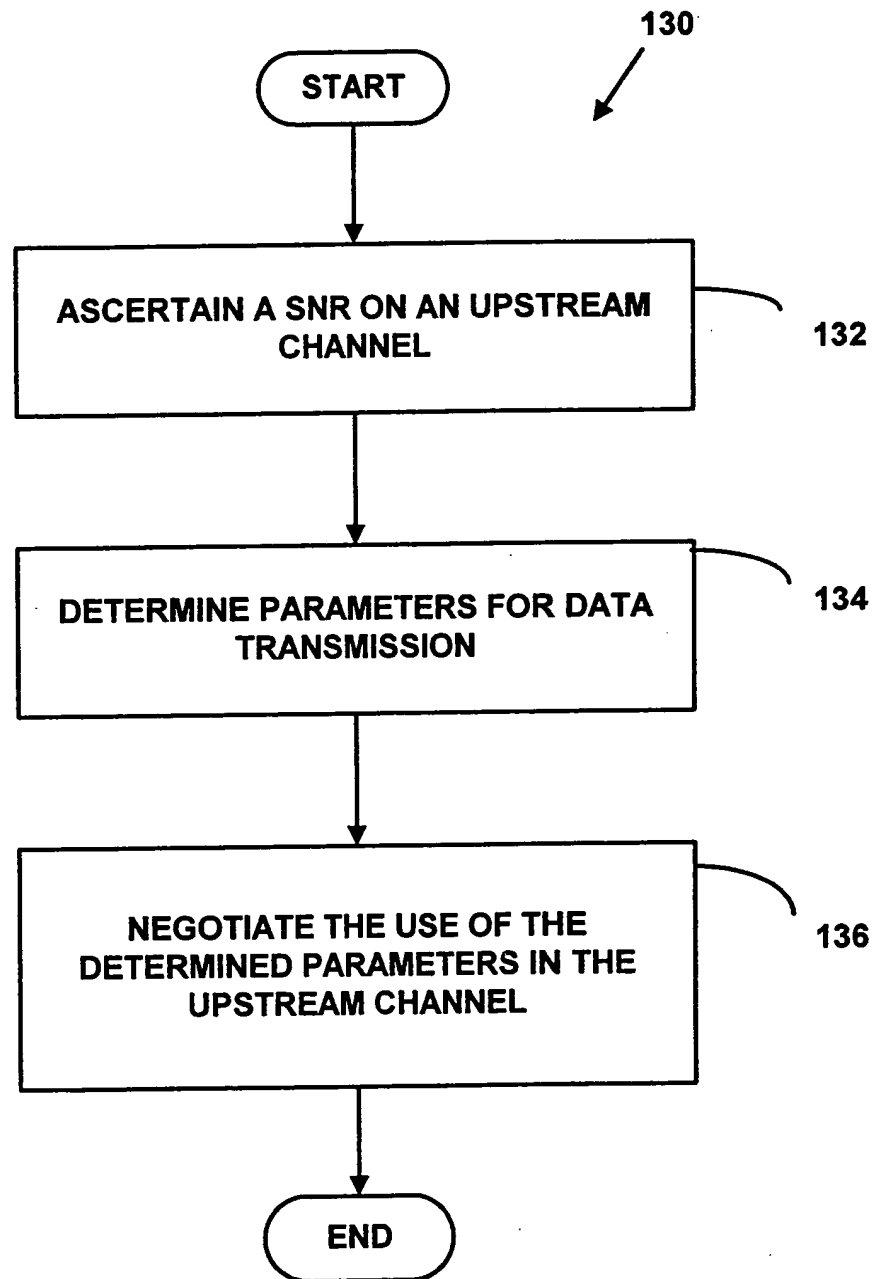 130
START
ASCERTAIN A SNR ON AN UPSTREAM
CHANNEL
132
DETERMINE PARAMETERS FOR DATA
TRANSMISSION
134
NEGOTIATE THE USE OF THE
DETERMINED PARAMETERS IN THE
UPSTREAM CHANNEL
136
END